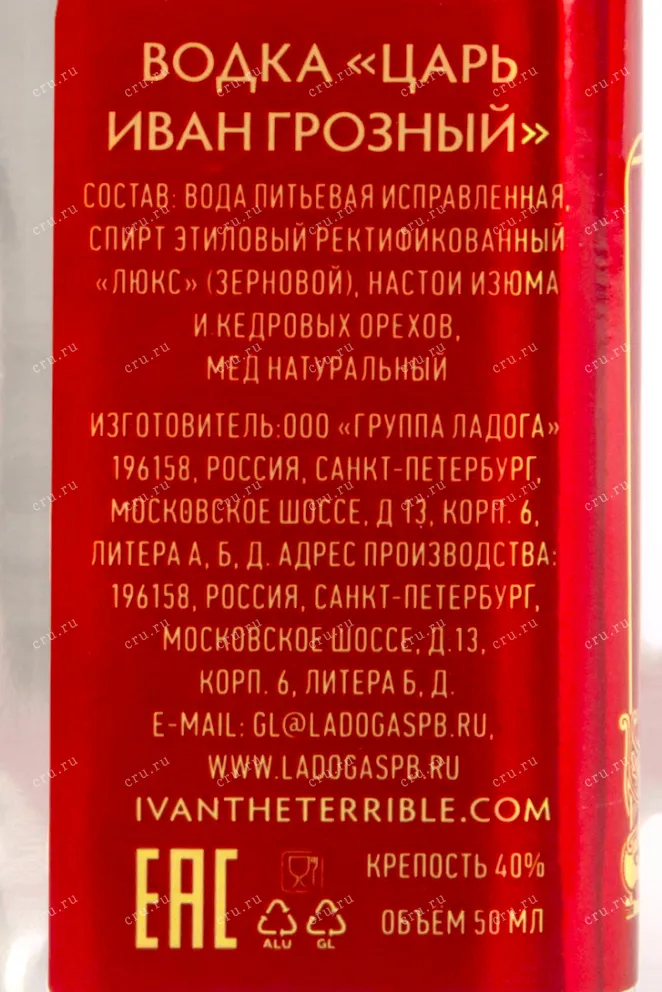 ВОДКА «ЦАРЬ
ИВАН ГРОЗНЫЙ»
СОСТАВ: ВОДА ПИТЬЕВАЯ ИСПРАВЛЕННАЯ,
СПИРТ ЭТИЛОВЫЙ РЕКТИФИКОВАННЫЙ
«ЛЮКС» (ЗЕРНОВОЙ), НАСТОИ ИЗЮМА
И КЕДРОВЫХ ОРЕХОВ,
МЕД НАТУРАЛЬНЫЙ
ИЗГОТОВИТЕЛЬ:ООО «ГРУППА ЛАДОГА»
196158, РОССИЯ, САНКТ-ПЕТЕРБУРГ,
МОСКОВСКОЕ ШОССЕ, Д 13, КОРП. 6,
ЛИТЕРА А, Б, Д. АДРЕС ПРОИЗВОДСТВА:
196158, РОССИЯ, САНКТ-ПЕТЕРБУРГ,
МОСКОВСКОЕ ШОССЕ, Д.13,
КОРП. 6, ЛИТЕРА Б, Д.
E-MAIL: GL@LADOGASPB.RU,
WWW.LADOGASPB.RU
IVANTHETERRIBLE.COM
EAC
КРЕПОСТЬ 40%
ALU GL
ОБЪЕМ 50 МЛ
cru.ru